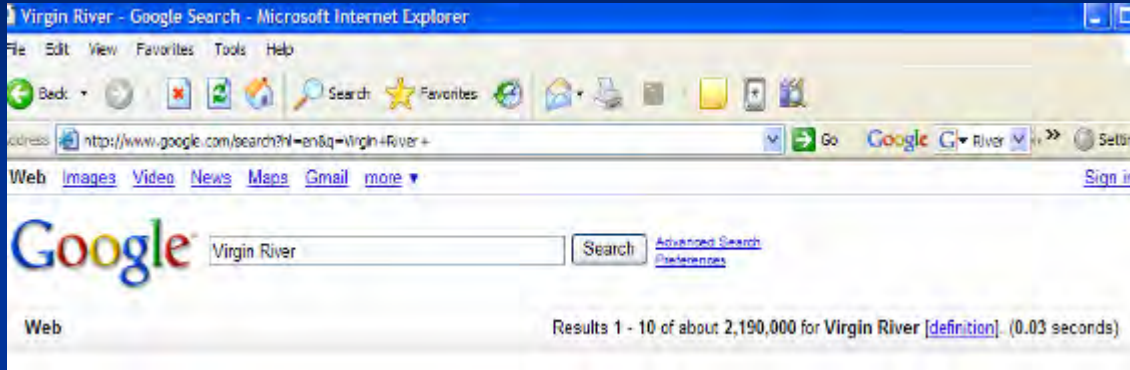 Virgin River - Google Search - Microsoft Internet Explorer
File Edit View Favorites Tools Help
Back Search Favorites
Address http://www.google.com/search?hl=en&q=Virgin+River+ Go Google G River » Settin
Web Images Video News Maps Gmail more ▼ Sign in
Google Virgin River Search Advanced Search
Preferences
Web Results 1 - 10 of about 2,190,000 for Virgin River [definition]. (0.03 seconds)